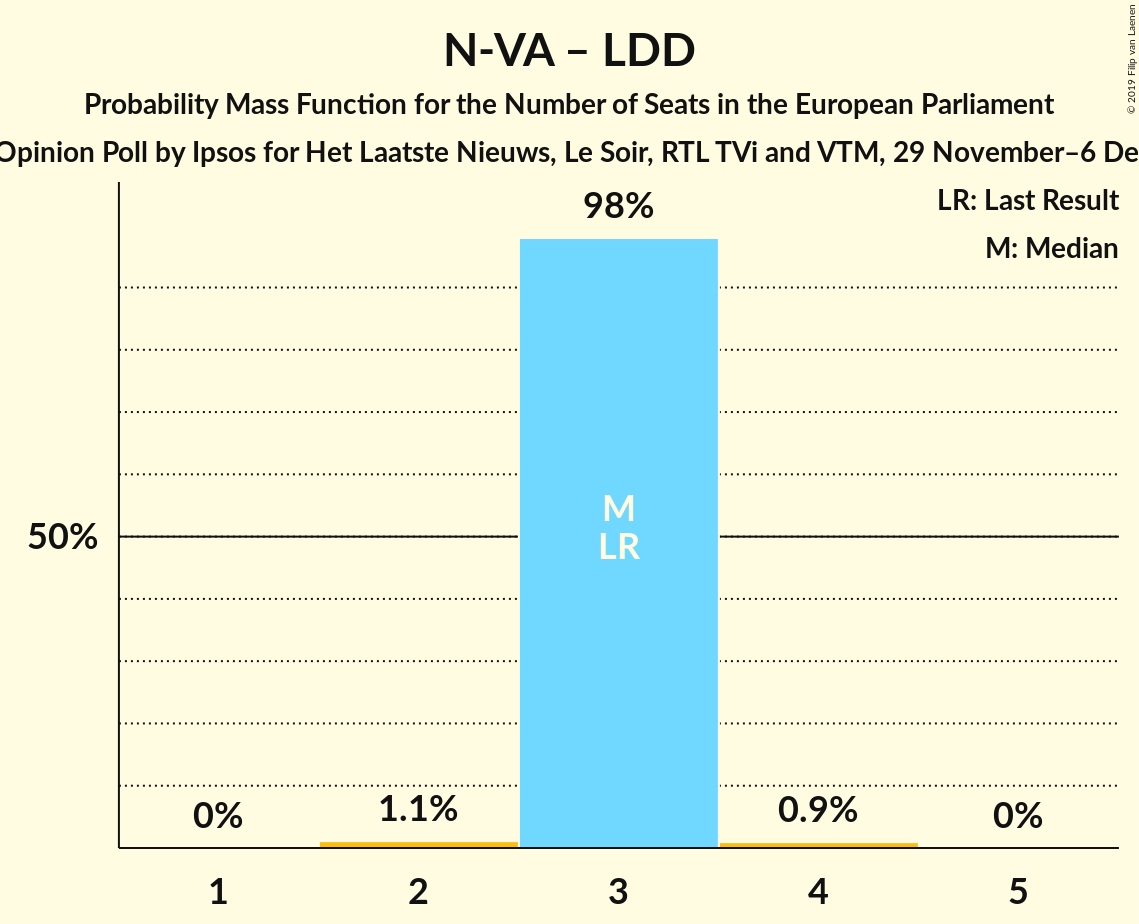 N-VA – LDD
Probability Mass Function for the Number of Seats in the European Parliament
Opinion Poll by Ipsos for Het Laatste Nieuws, Le Soir, RTL TVi and VTM, 29 November–6 De
© 2019 Filip van Laenen
LR: Last Result
M: Median
98%
50%
M
LR
0%
1.1%
0.9%
0%
1
2
3
4
5